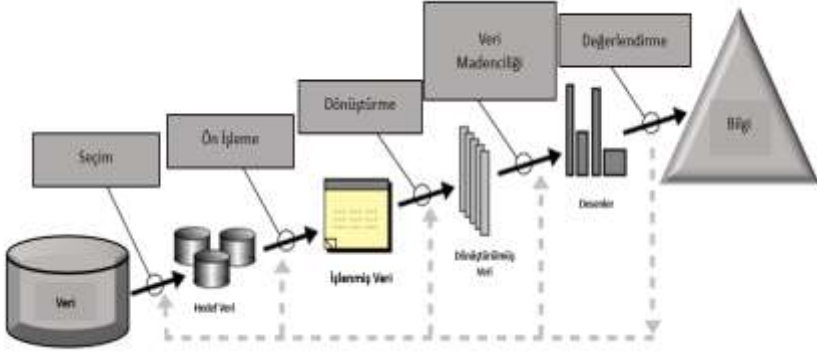 Seçim
Ön İşleme
Dönüştürme
Veri
Madenciliği
Değerlendirme
Veri
Hedef Veri
İşlenmiş Veri
Dönüştürülmüş
Veri
Desenler
Bilgi